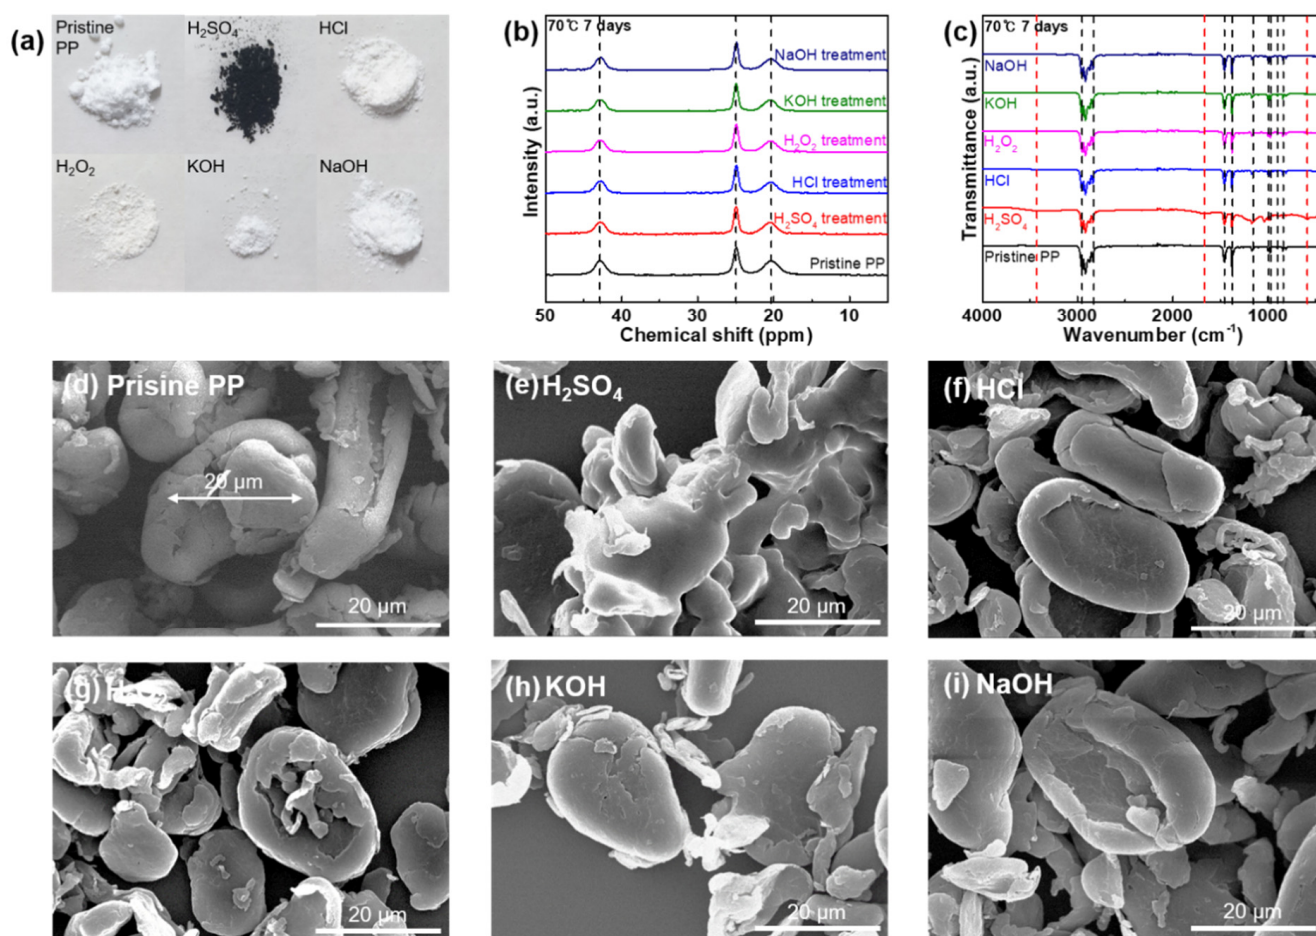 (a)
Pristine
PP
H₂SO₄
HCl
H₂O₂
KOH
NaOH
(b)
70℃ 7 days
NaOH treatment
KOH treatment
H₂O₂ treatment
HCl treatment
H₂SO₄ treatment
Pristine PP
Intensity (a.u.)
50 40 30 20 10
Chemical shift (ppm)
(c)
70℃ 7 days
NaOH
KOH
H₂O₂
HCl
H₂SO₄
Pristine PP
Transmittance (a.u.)
4000 3000 2000 1000
Wavenumber (cm⁻¹)
(d) Prisine PP
20 μm
20 μm
(e) H₂SO₄
20 μm
(f) HCl
20 μm
(g) H₂O₂
20 μm
(h) KOH
20 μm
(i) NaOH
20 μm